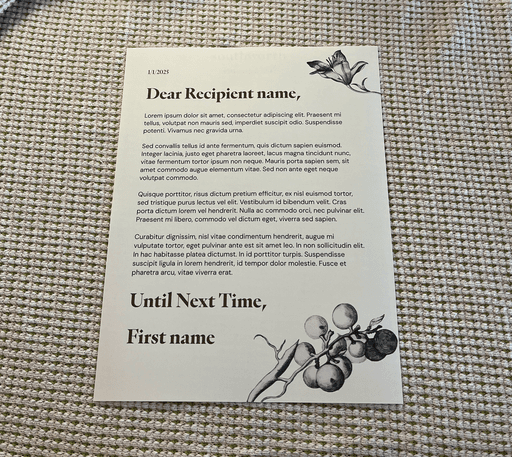 1/1/2025
Dear Recipient name,
Lorem ipsum dolor sit amet, consectetur adipiscing elit. Praesent mi
tellus, volutpat non mauris sed, imperdiet suscipit odio. Suspendisse
potenti. Vivamus nec gravida urna.
Sed convallis tellus id ante fermentum, quis dictum sapien euismod.
Integer lacinia, justo eget pharetra laoreet, lacus magna tincidunt nunc,
vitae fermentum tortor ipsum non neque. Mauris porta sapien sem, sit
amet commodo augue elementum vitae. Sed non ante eget neque
volutpat commodo.
Quisque porttitor, risus dictum pretium efficitur, ex nisl euismod tortor,
sed tristique purus lectus vel elit. Vestibulum id bibendum velit. Cras
porta dictum lorem vel hendrerit. Nulla ac commodo orci, nec pulvinar elit.
Praesent mi libero, commodo vel dictum eget, viverra sed sapien.
Curabitur dignissim, nisl vitae condimentum hendrerit, augue mi
vulputate tortor, eget pulvinar ante est sit amet leo. In non sollicitudin elit.
In hac habitasse platea dictumst. In id porttitor turpis. Suspendisse
suscipit ligula in lorem hendrerit, id tempor dolor molestie. Fusce et
pharetra arcu, vitae viverra erat.
Until Next Time,
First name